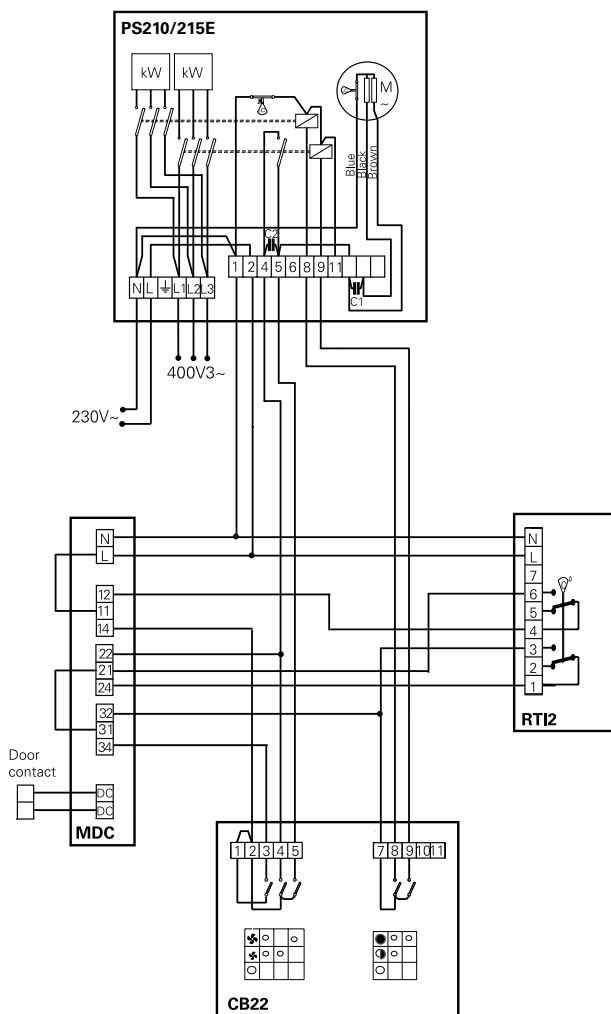 PS210/215E
kW kW
M
~
Blue
Black
Brown
C2
1 2 4 5 6 8 9 11
N L L1 L2 L3
C1
400V3~
230V~
N
L
12
11
14
22
21
24
32
31
34
DC
DC
MDC
Door
contact
N
L
7
6
5
4
3
2
1
RTI2
1 2 3 4 5
7 8 9 10 11
CB22